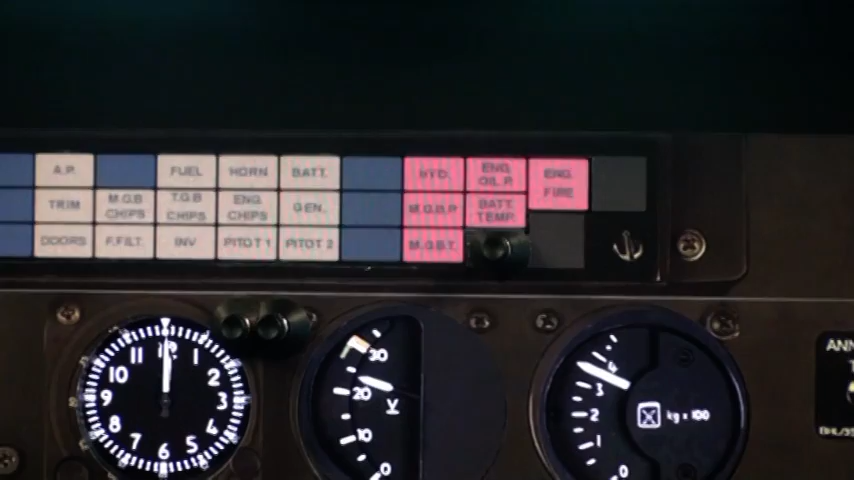 A.P. FUEL HORN BATT. HYD. ENG. OIL P. ENG. FIRE
TRIM M.G.B CHIPS T.G.B CHIPS ENG. CHIPS GEN. M.G.B.P. BATT. TEMP.
DOORS F.FILT. INV PITOT 1 PITOT 2 M.G.B.T.
12
11 1
10 2
9 3
8 4
7 5
6
30
20
V
10
0
4
3
2
1
0
kg x 100
ANN